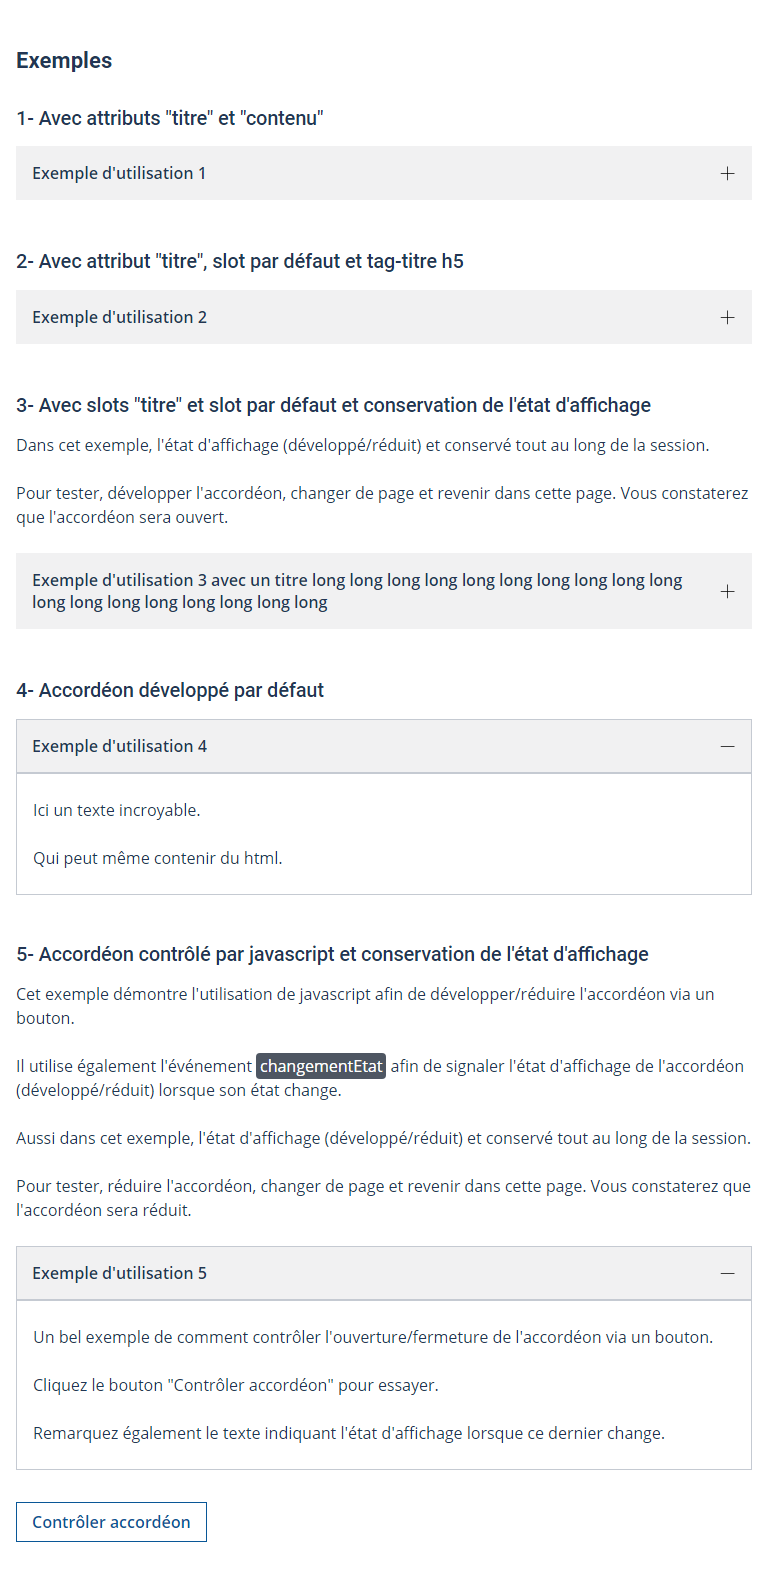 Exemples
1- Avec attributs "titre" et "contenu"
Exemple d'utilisation 1
2- Avec attribut "titre", slot par défaut et tag-titre h5
Exemple d'utilisation 2
3- Avec slots "titre" et slot par défaut et conservation de l'état d'affichage
Dans cet exemple, l'état d'affichage (développé/réduit) et conservé tout au long de la session.
Pour tester, développer l'accordéon, changer de page et revenir dans cette page. Vous constaterez
que l'accordéon sera ouvert.
Exemple d'utilisation 3 avec un titre long long long long long long long long long long
long long long long long long long long
4- Accordéon développé par défaut
Exemple d'utilisation 4
Ici un texte incroyable.
Qui peut même contenir du html.
5- Accordéon contrôlé par javascript et conservation de l'état d'affichage
Cet exemple démontre l'utilisation de javascript afin de développer/réduire l'accordéon via un
bouton.
Il utilise également l'événement changementEtat afin de signaler l'état d'affichage de l'accordéon
(développé/réduit) lorsque son état change.
Aussi dans cet exemple, l'état d'affichage (développé/réduit) et conservé tout au long de la session.
Pour tester, réduire l'accordéon, changer de page et revenir dans cette page. Vous constaterez que
l'accordéon sera réduit.
Exemple d'utilisation 5
Un bel exemple de comment contrôler l'ouverture/fermeture de l'accordéon via un bouton.
Cliquez le bouton "Contrôler accordéon" pour essayer.
Remarquez également le texte indiquant l'état d'affichage lorsque ce dernier change.
Contrôler accordéon